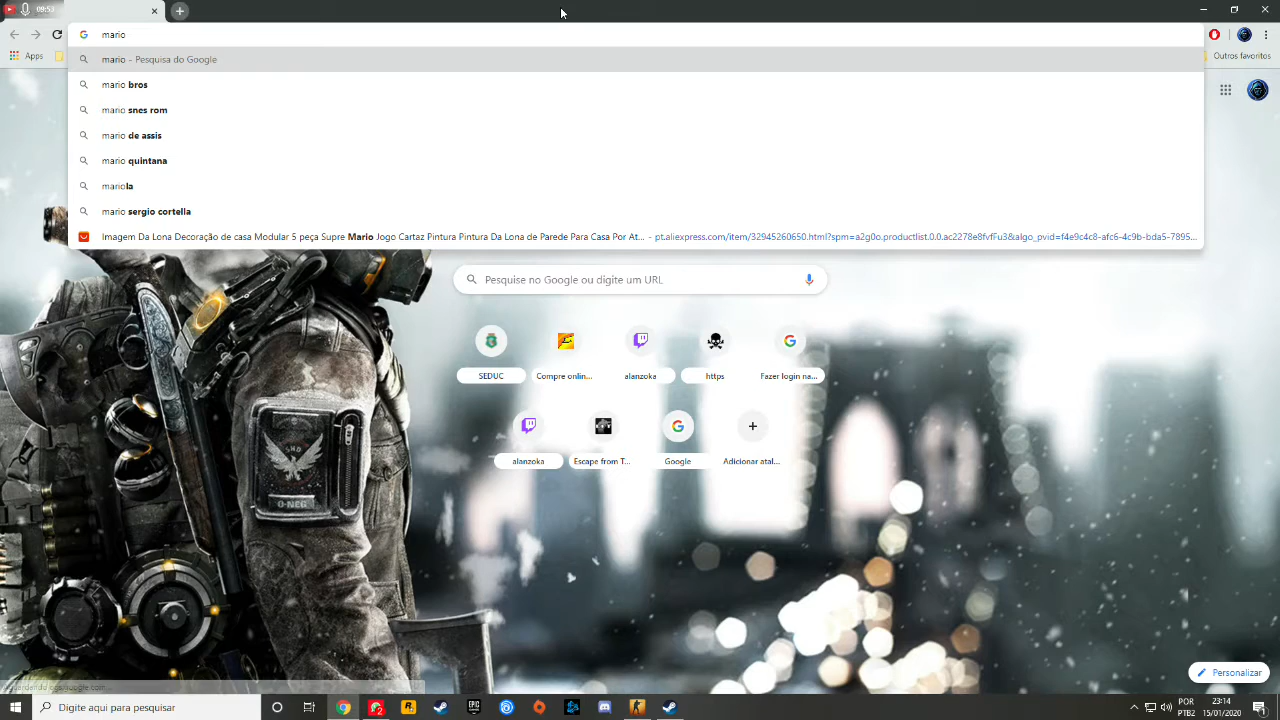 09:53
mario
mario - Pesquisa do Google
mario bros
mario snes rom
mario de assis
mario quintana
mariola
mario sergio cortella
Imagem Da Lona Decoração de casa Modular 5 peça Supre Mario Jogo Cartaz Pintura Pintura Da Lona de Parede Para Casa Por At... - pt.aliexpress.com/item/32945260650.html?spm=a2g0o.productlist.0.0.ac2278e8fvfFu3&algo_pvid=f4e9c4c8-afc6-4c9b-bda5-7895...
Apps
Outros favoritos
Pesquise no Google ou digite um URL
SEDUC
Compre onlin...
alanzoka
https
Fazer login na...
alanzoka
Escape from T...
Google
Adicionar atal...
SHD
O-NEG
Personalizar
Digite aqui para pesquisar
EPIC
POR
PTB2
23:14
15/01/2020